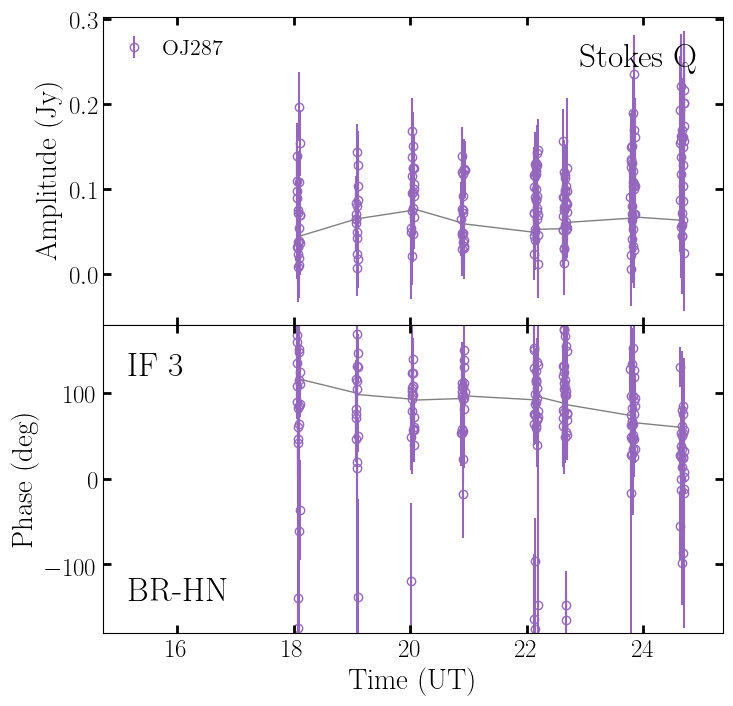 0.3
OJ287
Stokes Q
0.2
0.1
0.0
Amplitude (Jy)
IF 3
100
0
−100
Phase (deg)
BR-HN
16 18 20 22 24
Time (UT)